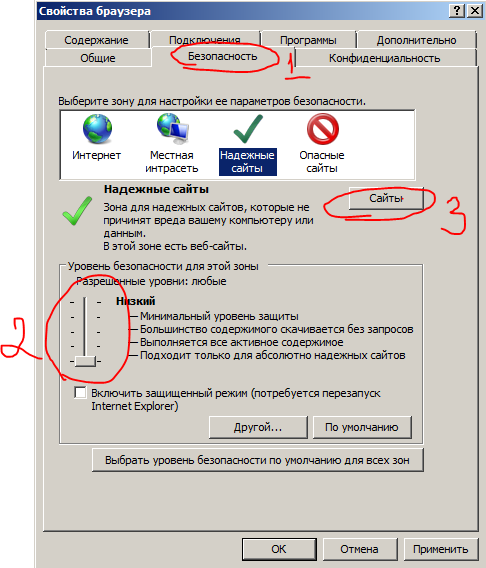 Свойства браузера
Содержание Подключения Программы Дополнительно
Общие Безопасность Конфиденциальность
1
Выберите зону для настройки ее параметров безопасности.
Интернет Местная интрасеть Надежные сайты Опасные сайты
Надежные сайты
Сайты
3
Зона для надежных сайтов, которые не
причинят вреда вашему компьютеру или
данным.
В этой зоне есть веб-сайты.
Уровень безопасности для этой зоны
Разрешенные уровни: любые
2
Низкий
Минимальный уровень защиты
Большинство содержимого скачивается без запросов
Выполняется все активное содержимое
Подходит только для абсолютно надежных сайтов
Включить защищенный режим (потребуется перезапуск
Internet Explorer)
Другой... По умолчанию
Выбрать уровень безопасности по умолчанию для всех зон
ОК Отмена Применить